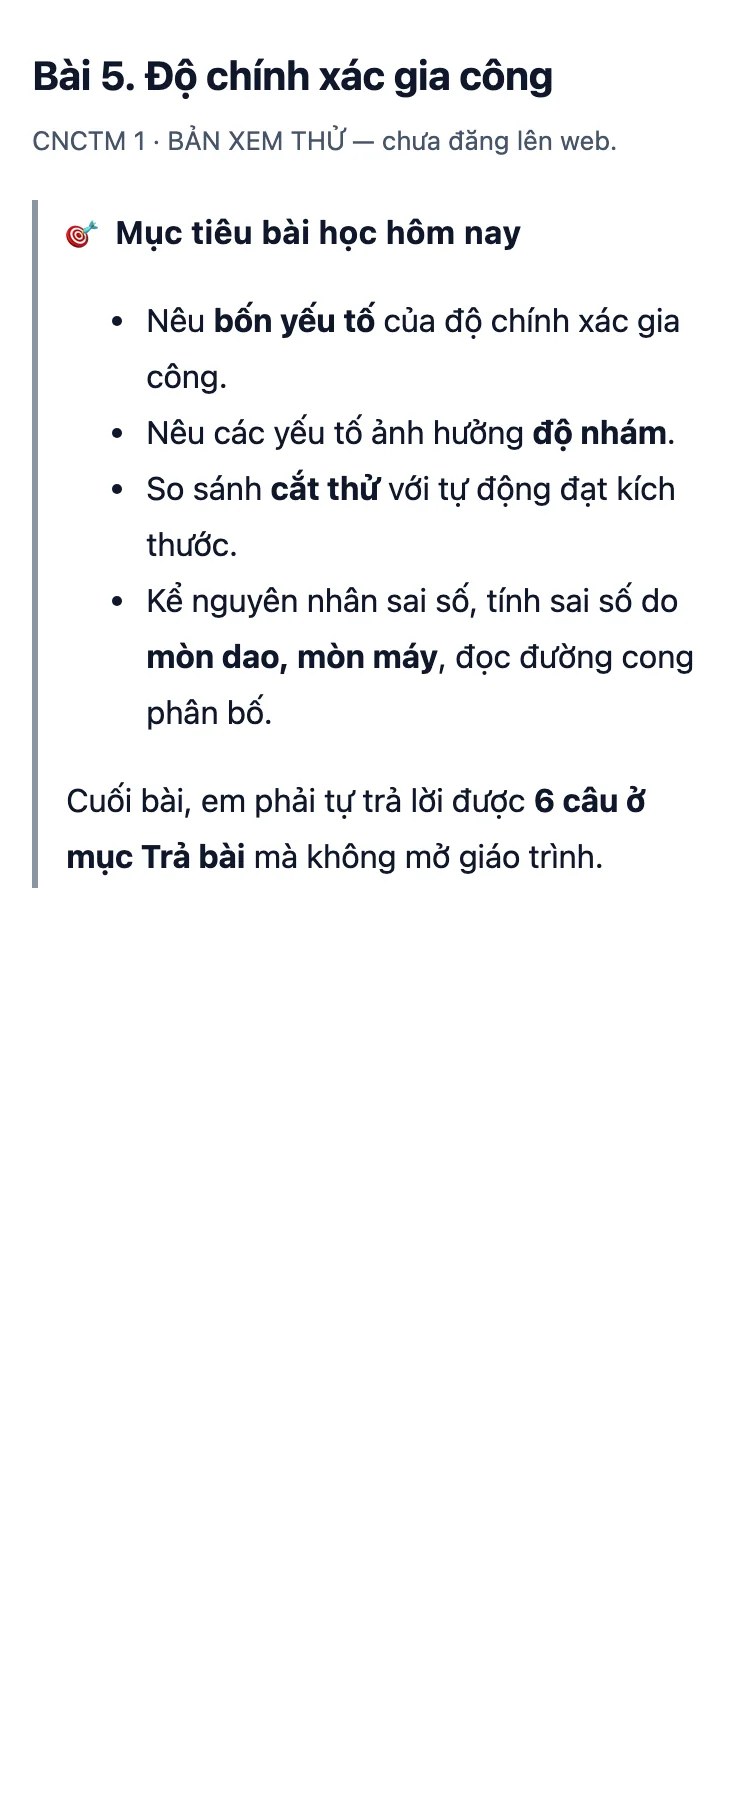 Bài 5. Độ chính xác gia công
CNCTM 1 · BẢN XEM THỬ — chưa đăng lên web.
🎯 Mục tiêu bài học hôm nay
• Nêu bốn yếu tố của độ chính xác gia
công.
• Nêu các yếu tố ảnh hưởng độ nhám.
• So sánh cắt thử với tự động đạt kích
thước.
• Kể nguyên nhân sai số, tính sai số do
mòn dao, mòn máy, đọc đường cong
phân bố.
Cuối bài, em phải tự trả lời được 6 câu ở
mục Trả bài mà không mở giáo trình.